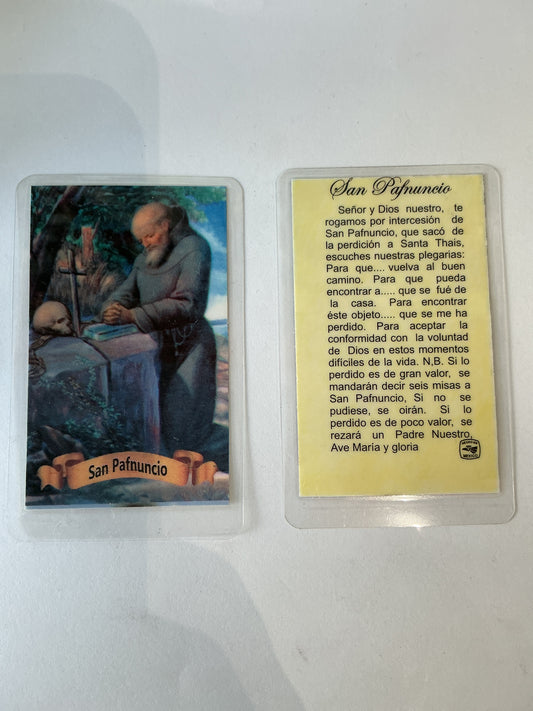 San Pafnuncio
San Pafnuncio
Señor y Dios nuestro, te
rogamos por intercesión de
San Pafnuncio, que sacó de
la perdición a Santa Thais,
escuches nuestras plegarias:
Para que.... vuelva al buen
camino. Para que pueda
encontrar a..... que se fué de
la casa. Para encontrar
éste objeto..... que se me ha
perdido. Para aceptar la
conformidad con la voluntad
de Dios en estos momentos
difíciles de la vida. N,B. Si lo
perdido es de gran valor, se
mandarán decir seis misas a
San Pafnuncio, Si no se
pudiese, se oirán. Si lo
perdido es de poco valor, se
rezará un Padre Nuestro,
Ave María y gloria
HECHO EN
MEXICO